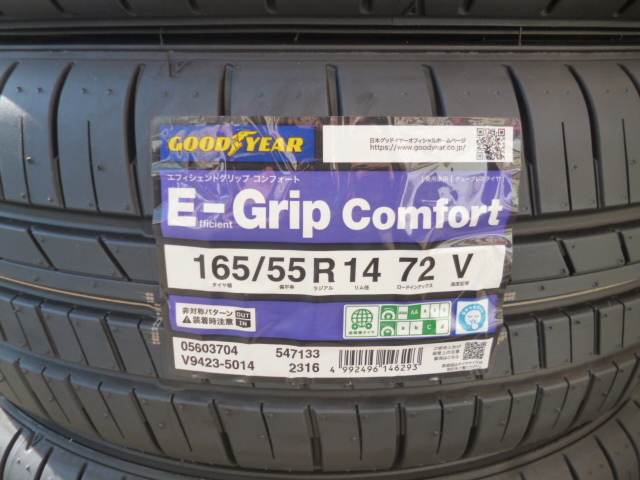 GOODYEAR
日本グッドイヤーオフィシャルホームページ
https://www.goodyear.co.jp/
エフィシェントグリップ コンフォート
E-Grip Comfort
fficient
165/55 R 14 72 V
タイヤ幅 偏平率 ラジアル リム径 ロードインデックス 速度記号
非対称パターン
装着時注意
OUT
IN
AA
b C d
05603704 547133
V9423-5014 2316
4 992496 146293